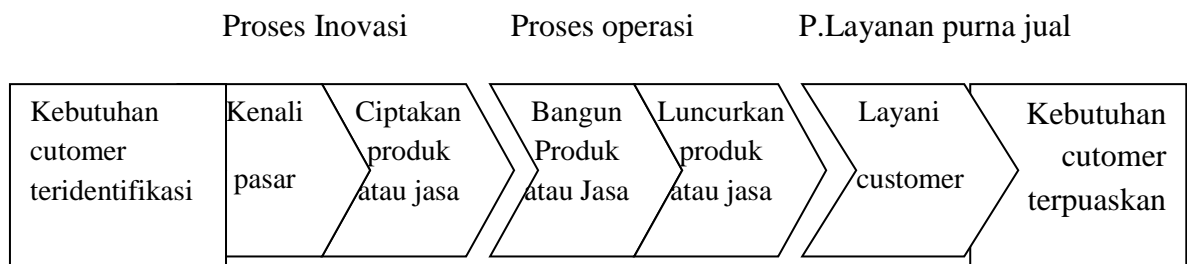 Proses Inovasi Proses operasi P.Layanan purna jual
Kebutuhan
cutomer
teridentifikasi
Kenali
pasar
Ciptakan
produk
atau jasa
Bangun
Produk
atau Jasa
Luncurkan
produk
atau jasa
Layani
customer
Kebutuhan
cutomer
terpuaskan